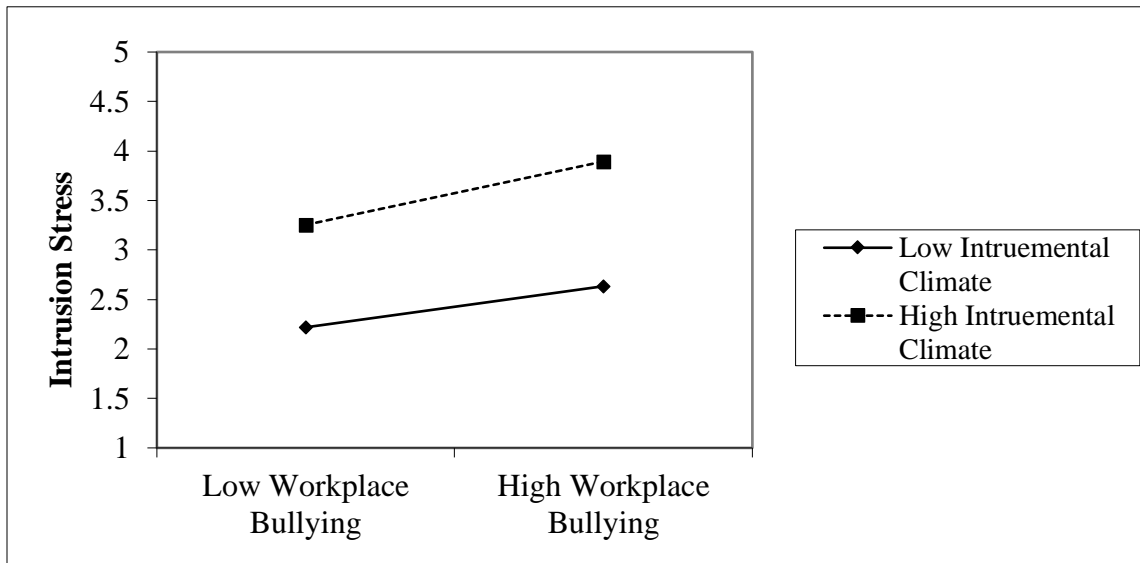 5
4.5
4
3.5
3
2.5
2
1.5
1
Intrusion Stress
Low Workplace
Bullying
High Workplace
Bullying
Low Intruemental
Climate
High Intruemental
Climate